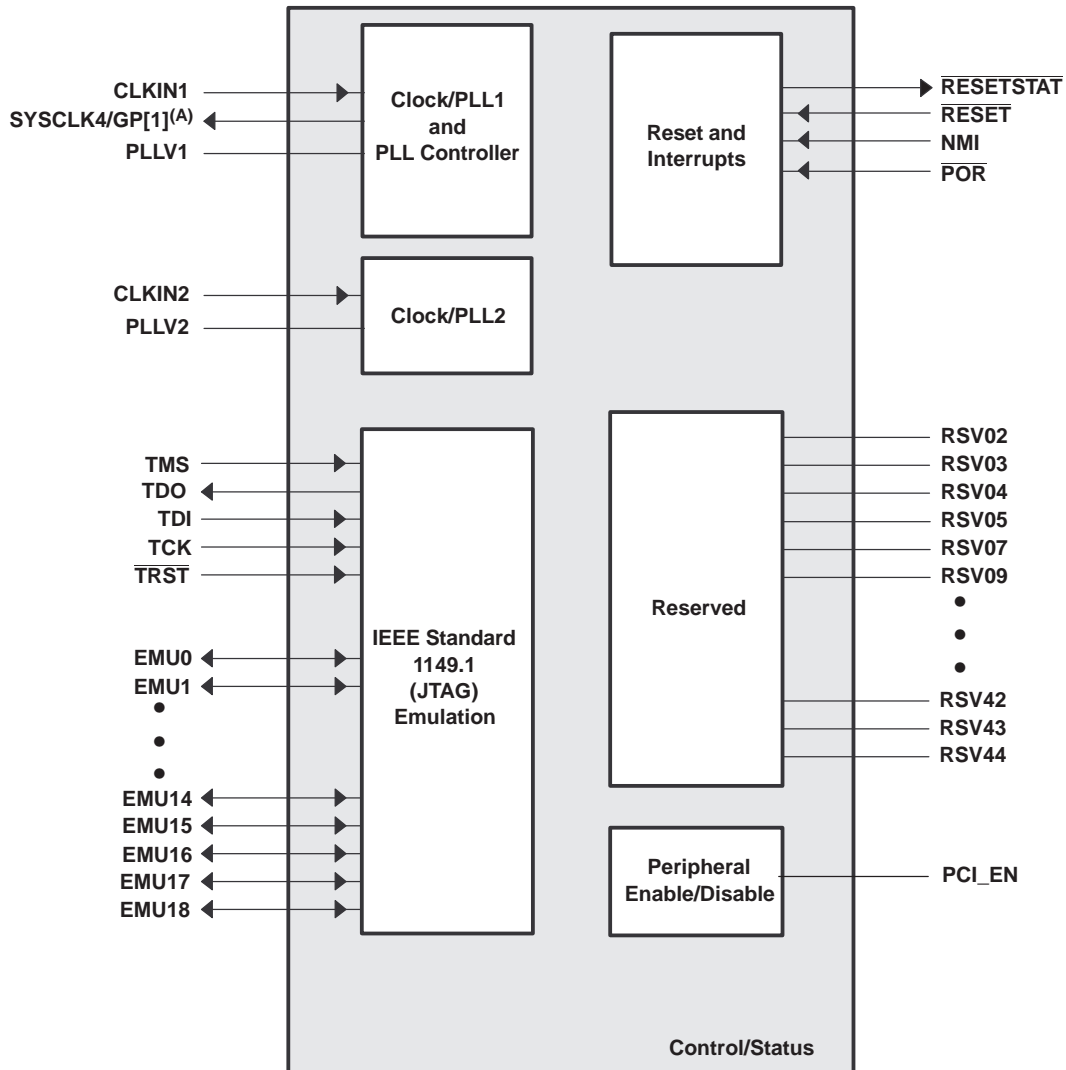 CLKIN1
SYSCLK4/GP[1](A)
PLLV1
Clock/PLL1
and
PLL Controller
Reset and
Interrupts
RESETSTAT
RESET
NMI
POR
CLKIN2
PLLV2
Clock/PLL2
TMS
TDO
TDI
TCK
TRST
EMU0
EMU1
EMU14
EMU15
EMU16
EMU17
EMU18
IEEE Standard
1149.1
(JTAG)
Emulation
Reserved
RSV02
RSV03
RSV04
RSV05
RSV07
RSV09
RSV42
RSV43
RSV44
Peripheral
Enable/Disable
PCI_EN
Control/Status